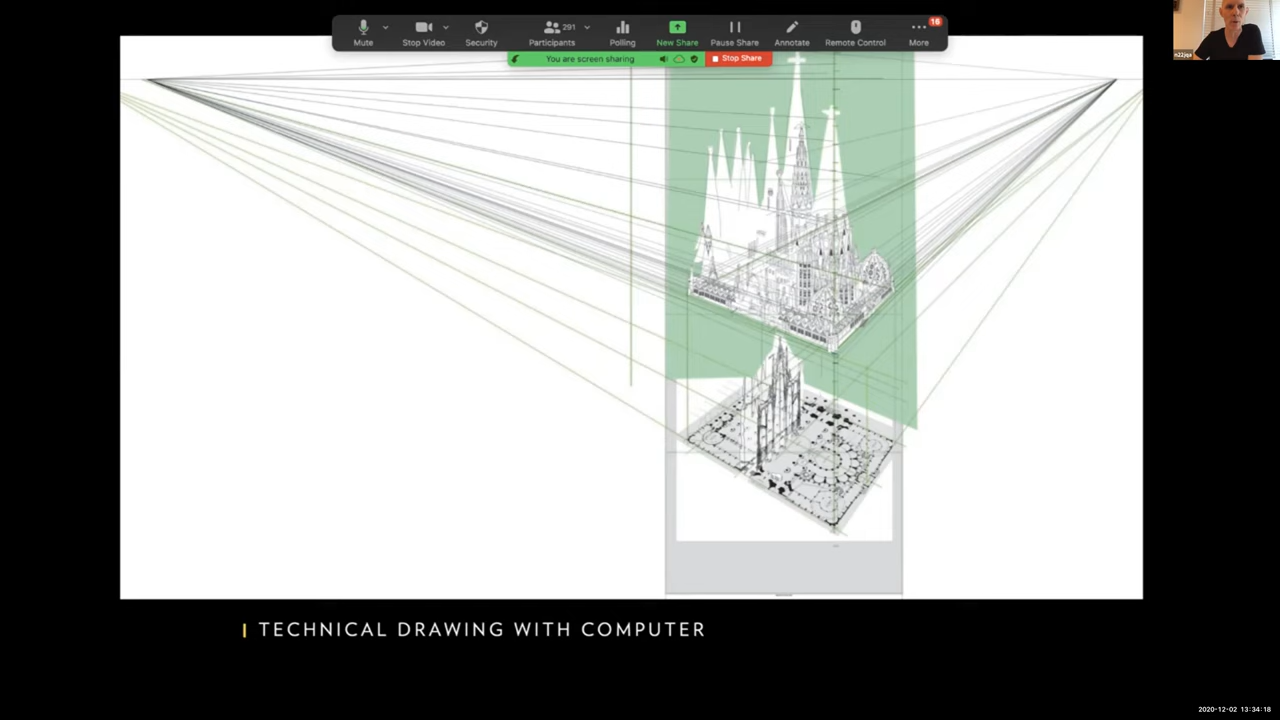 291
16
Mute
Stop Video
Security
Participants
Polling
New Share
Pause Share
Annotate
Remote Control
More
You are screen sharing
Stop Share
TECHNICAL DRAWING WITH COMPUTER
2020-12-02 13:34:18